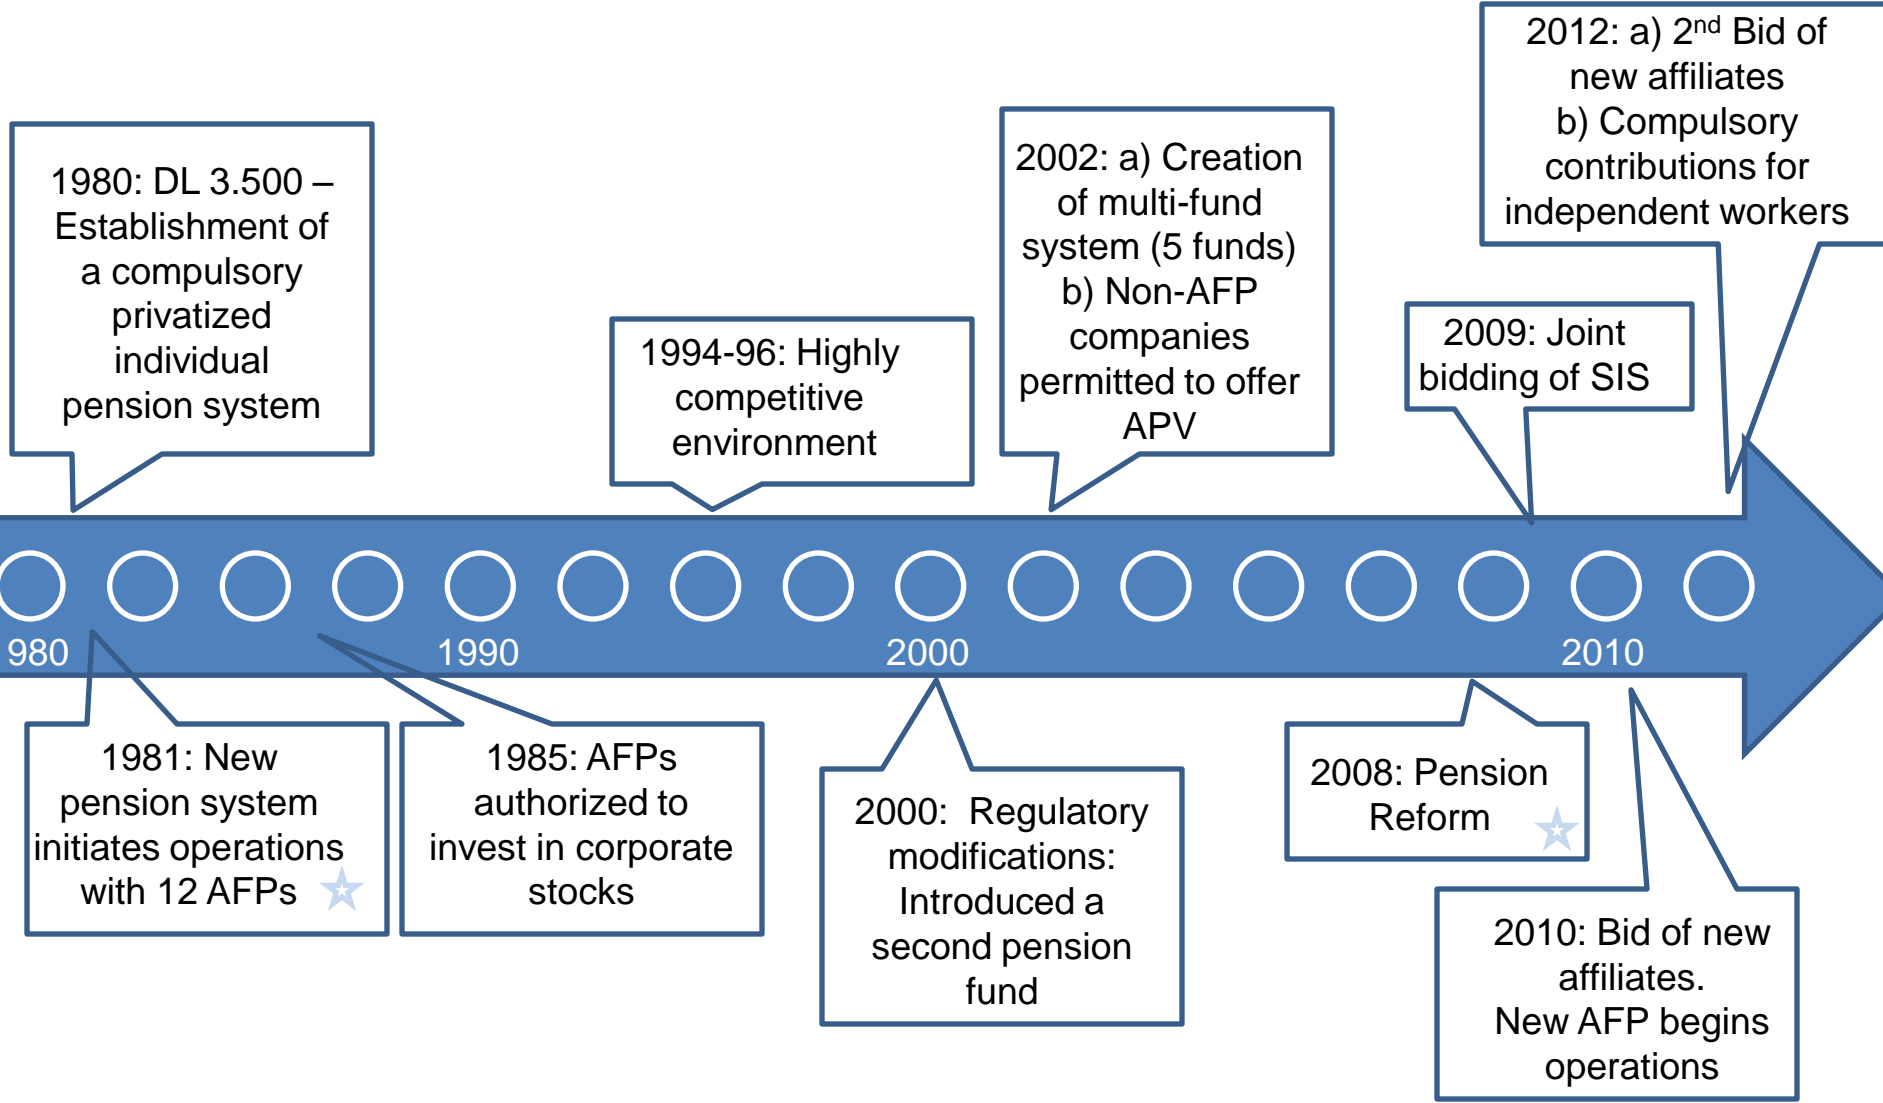 2012: a) 2nd Bid of
new affiliates
b) Compulsory
contributions for
independent workers
1980: DL 3.500 –
Establishment of
a compulsory
privatized
individual
pension system
2002: a) Creation
of multi-fund
system (5 funds)
b) Non-AFP
companies
permitted to offer
APV
1994-96: Highly
competitive
environment
2009: Joint
bidding of SIS
980
1990
2000
2010
1981: New
pension system
initiates operations
with 12 AFPs
1985: AFPs
authorized to
invest in corporate
stocks
2000:  Regulatory
modifications:
Introduced a
second pension
fund
2008: Pension
Reform
2010: Bid of new
affiliates.
New AFP begins
operations